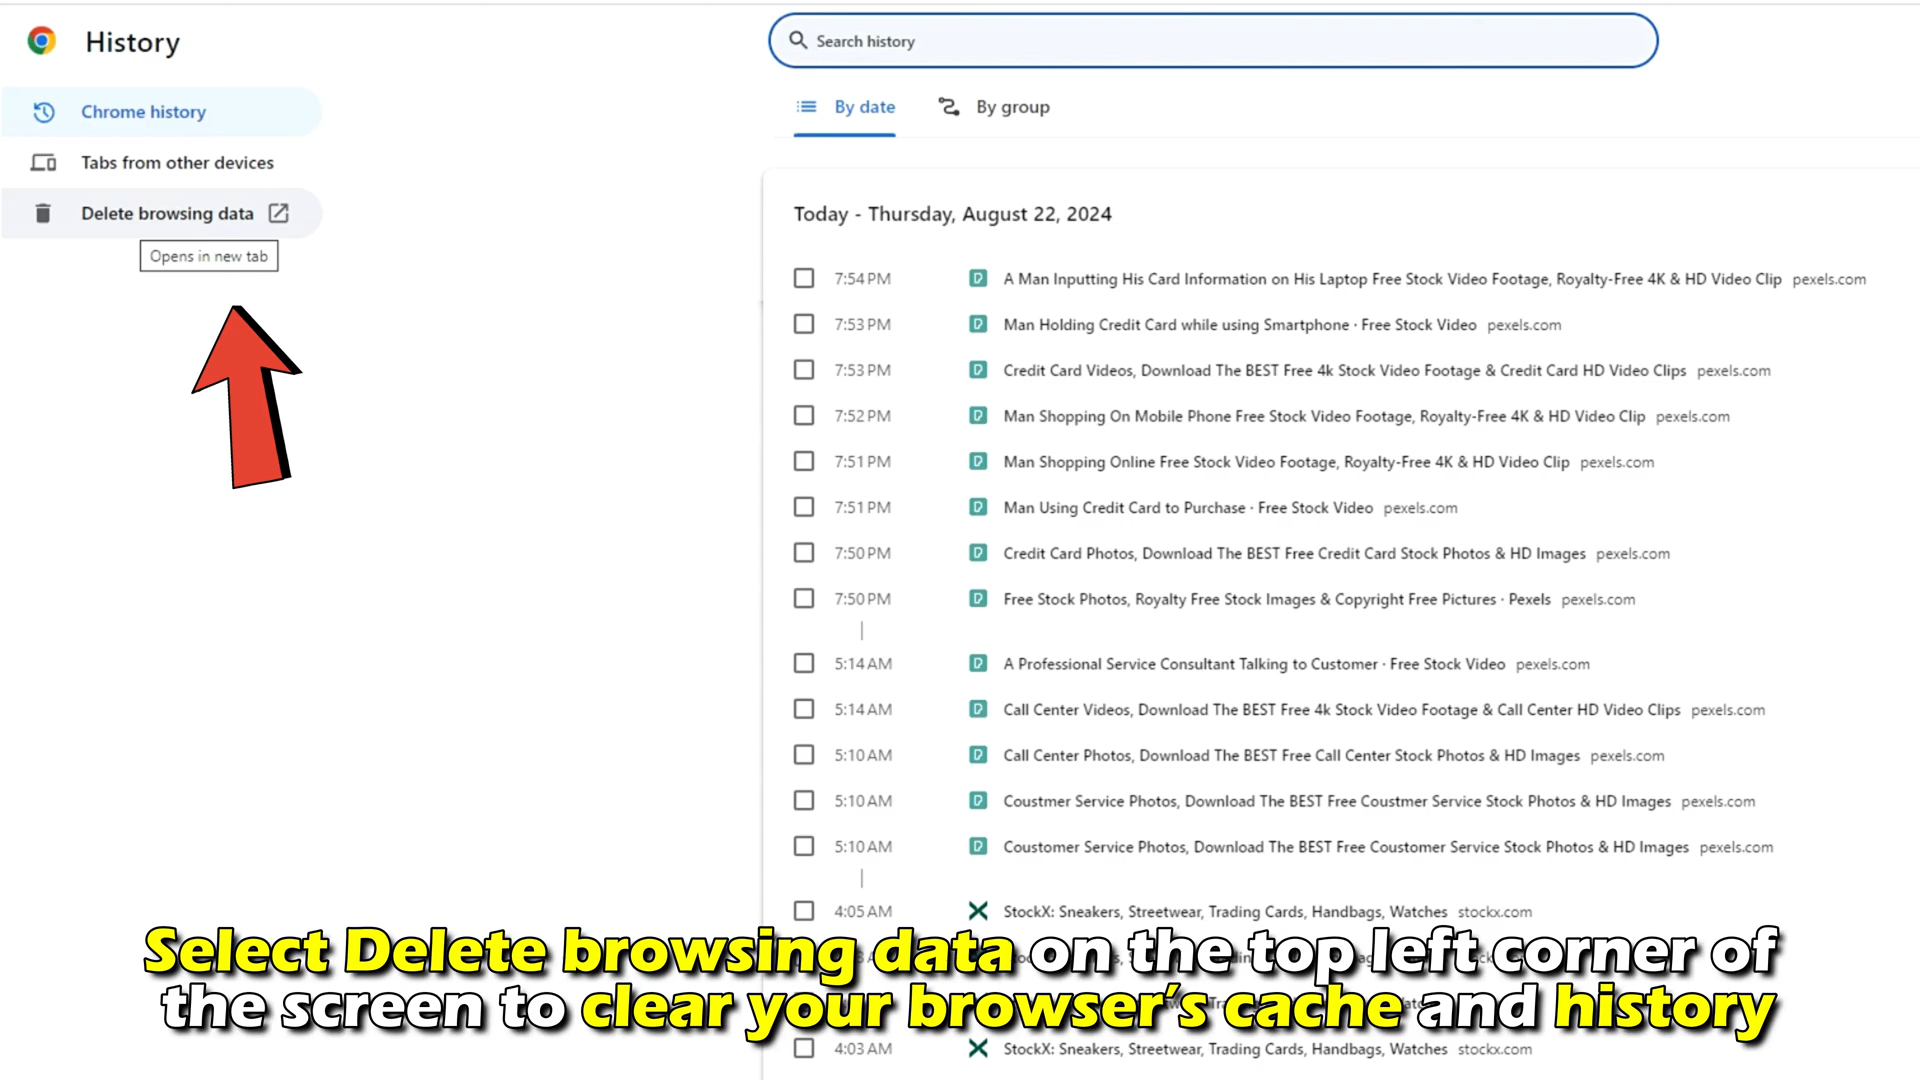 History
Search history
Chrome history
Tabs from other devices
Delete browsing data
Opens in new tab
By date
By group
Today - Thursday, August 22, 2024
7:54 PM A Man Inputting His Card Information on His Laptop Free Stock Video Footage, Royalty-Free 4K & HD Video Clip pexels.com
7:53 PM Man Holding Credit Card while using Smartphone · Free Stock Video pexels.com
7:53 PM Credit Card Videos, Download The BEST Free 4k Stock Video Footage & Credit Card HD Video Clips pexels.com
7:52 PM Man Shopping On Mobile Phone Free Stock Video Footage, Royalty-Free 4K & HD Video Clip pexels.com
7:51 PM Man Shopping Online Free Stock Video Footage, Royalty-Free 4K & HD Video Clip pexels.com
7:51 PM Man Using Credit Card to Purchase · Free Stock Video pexels.com
7:50 PM Credit Card Photos, Download The BEST Free Credit Card Stock Photos & HD Images pexels.com
7:50 PM Free Stock Photos, Royalty Free Stock Images & Copyright Free Pictures · Pexels pexels.com
5:14 AM A Professional Service Consultant Talking to Customer · Free Stock Video pexels.com
5:14 AM Call Center Videos, Download The BEST Free 4k Stock Video Footage & Call Center HD Video Clips pexels.com
5:10 AM Call Center Photos, Download The BEST Free Call Center Stock Photos & HD Images pexels.com
5:10 AM Coustmer Service Photos, Download The BEST Free Coustmer Service Stock Photos & HD Images pexels.com
5:10 AM Coustomer Service Photos, Download The BEST Free Coustomer Service Stock Photos & HD Images pexels.com
4:05 AM StockX: Sneakers, Streetwear, Trading Cards, Handbags, Watches stockx.com
Select Delete browsing data on the top left corner of
the screen to clear your browser's cache and history
4:03 AM StockX: Sneakers, Streetwear, Trading Cards, Handbags, Watches stockx.com